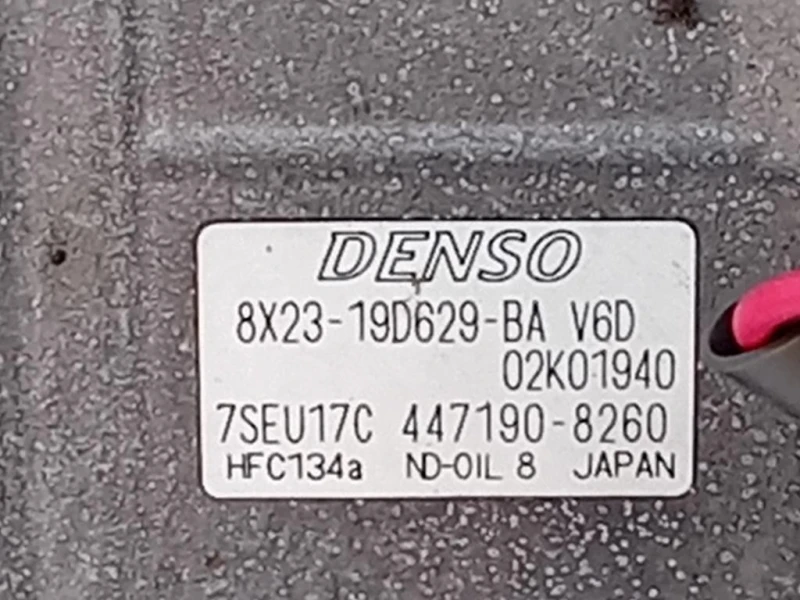 DENSO
8X23-19D629-BA V6D
02K01940
7SEU17C 447190-8260
HFC134a ND-OIL 8 JAPAN